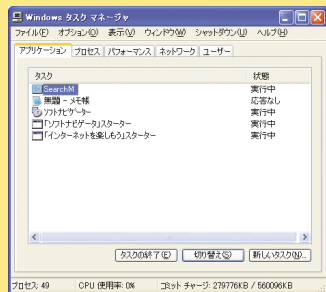 Windows タスク マネージャ
ファイル(F) オプション(O) 表示(V) ウィンドウ(W) シャットダウン(U) ヘルプ(H)
アプリケーション プロセス パフォーマンス ネットワーク ユーザー
タスク 状態
SearchM 実行中
無題 - メモ帳 応答なし
ソフトナビゲーター 実行中
「ソフトナビゲータ」スターター 実行中
「インターネットを楽しもう」スターター 実行中
タスクの終了(E) 切り替え(S) 新しいタスク(N)...
プロセス: 49 CPU 使用率: 0% コミット チャージ: 279776KB / 560096KB